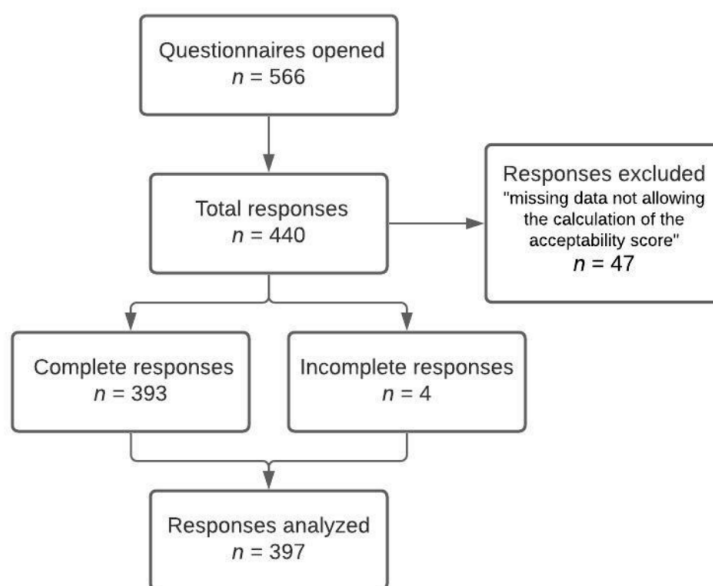 Questionnaires opened
n = 566
Total responses
n = 440
Responses excluded
"missing data not allowing
the calculation of the
acceptability score"
n = 47
Complete responses
n = 393
Incomplete responses
n = 4
Responses analyzed
n = 397